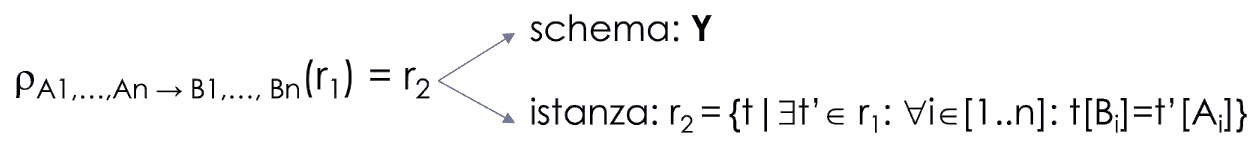 schema: Y
ρA1,...,An → B1,..., Bn(r1) = r2
istanza: r2 = {t | ∃t’ ∈ r1: ∀i∈[1..n]: t[Bi]=t’[Ai]}